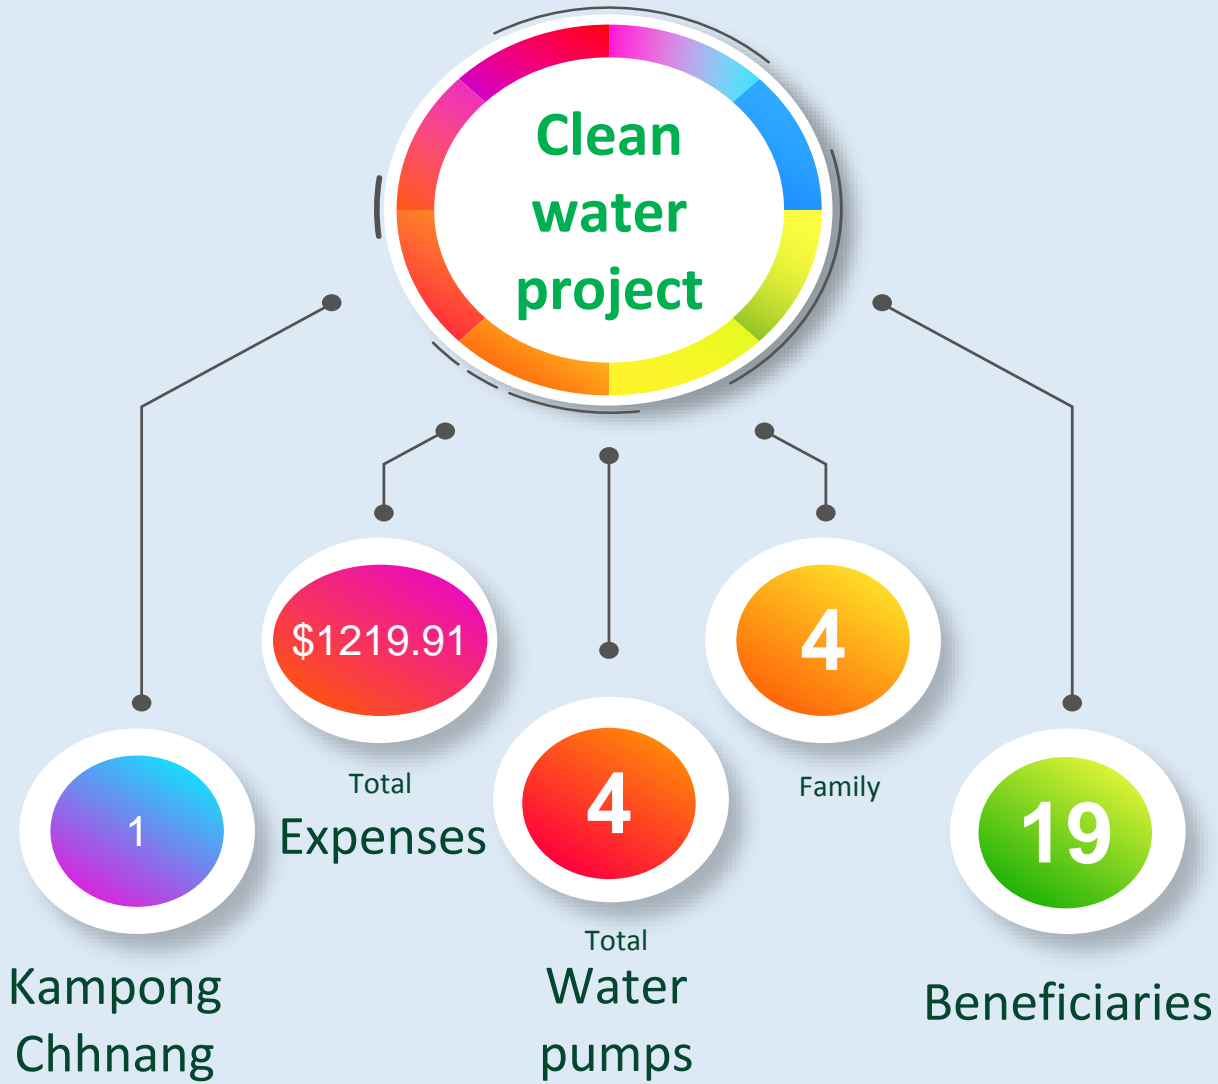 Clean
water
project
1
Kampong
Chhnang
$1219.91
Total
Expenses
4
Total
Water
pumps
4
Family
19
Beneficiaries